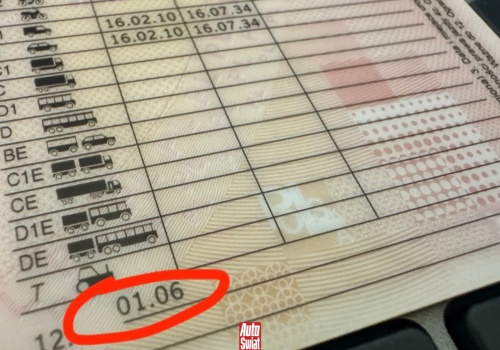 16.02.10 16.07.34
16.02.10 16.07.34
C1
C
D1
D
BE
C1E
CE
D1E
DE
T
12. 01.06
Auto
Świat